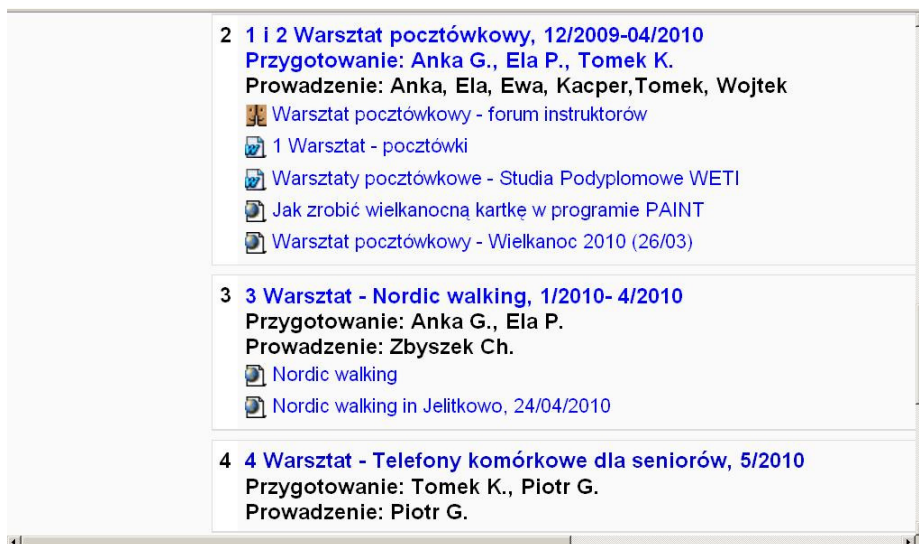 2 1 i 2 Warsztat pocztówkowy, 12/2009-04/2010
Przygotowanie: Anka G., Ela P., Tomek K.
Prowadzenie: Anka, Ela, Ewa, Kacper,Tomek, Wojtek
Warsztat pocztówkowy - forum instruktorów
1 Warsztat - pocztówki
Warsztaty pocztówkowe - Studia Podyplomowe WETI
Jak zrobić wielkanocną kartkę w programie PAINT
Warsztat pocztówkowy - Wielkanoc 2010 (26/03)
3 3 Warsztat - Nordic walking, 1/2010- 4/2010
Przygotowanie: Anka G., Ela P.
Prowadzenie: Zbyszek Ch.
Nordic walking
Nordic walking in Jelitkowo, 24/04/2010
4 4 Warsztat - Telefony komórkowe dla seniorów, 5/2010
Przygotowanie: Tomek K., Piotr G.
Prowadzenie: Piotr G.